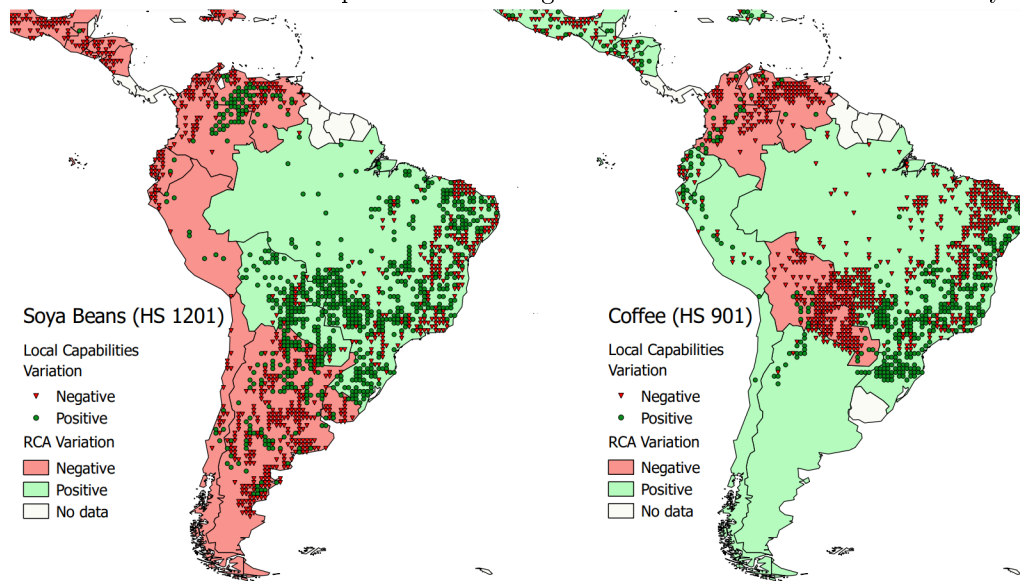 Soya Beans (HS 1201)
Local Capabilities
Variation
Negative
Positive
RCA Variation
Negative
Positive
No data
Coffee (HS 901)
Local Capabilities
Variation
Negative
Positive
RCA Variation
Negative
Positive
No data